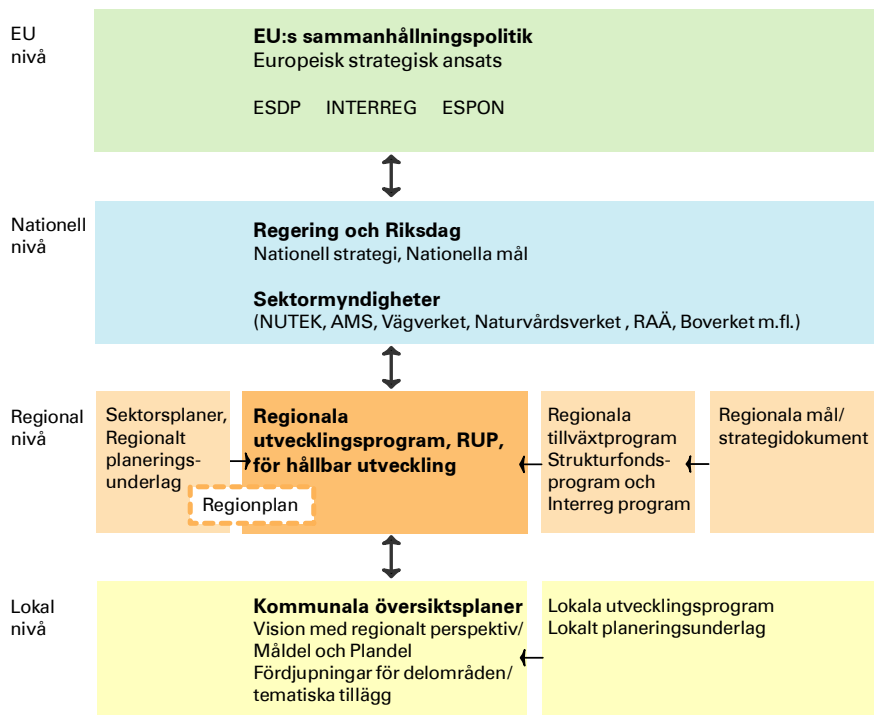 EU
nivå
EU:s sammanhållningspolitik
Europeisk strategisk ansats
ESDP INTERREG ESPON
Nationell
nivå
Regering och Riksdag
Nationell strategi, Nationella mål
Sektormyndigheter
(NUTEK, AMS, Vägverket, Naturvårdsverket , RAÄ, Boverket m.fl.)
Regional
nivå
Sektorsplaner,
Regionalt
planerings-
underlag
Regionplan
Regionala
utvecklingsprogram, RUP,
för hållbar utveckling
Regionala
tillväxtprogram
Strukturfonds-
program och
Interreg program
Regionala mål/
strategidokument
Lokal
nivå
Kommunala översiktsplaner
Vision med regionalt perspektiv/
Måldel och Plandel
Fördjupningar för delområden/
tematiska tillägg
Lokala utvecklingsprogram
Lokalt planeringsunderlag